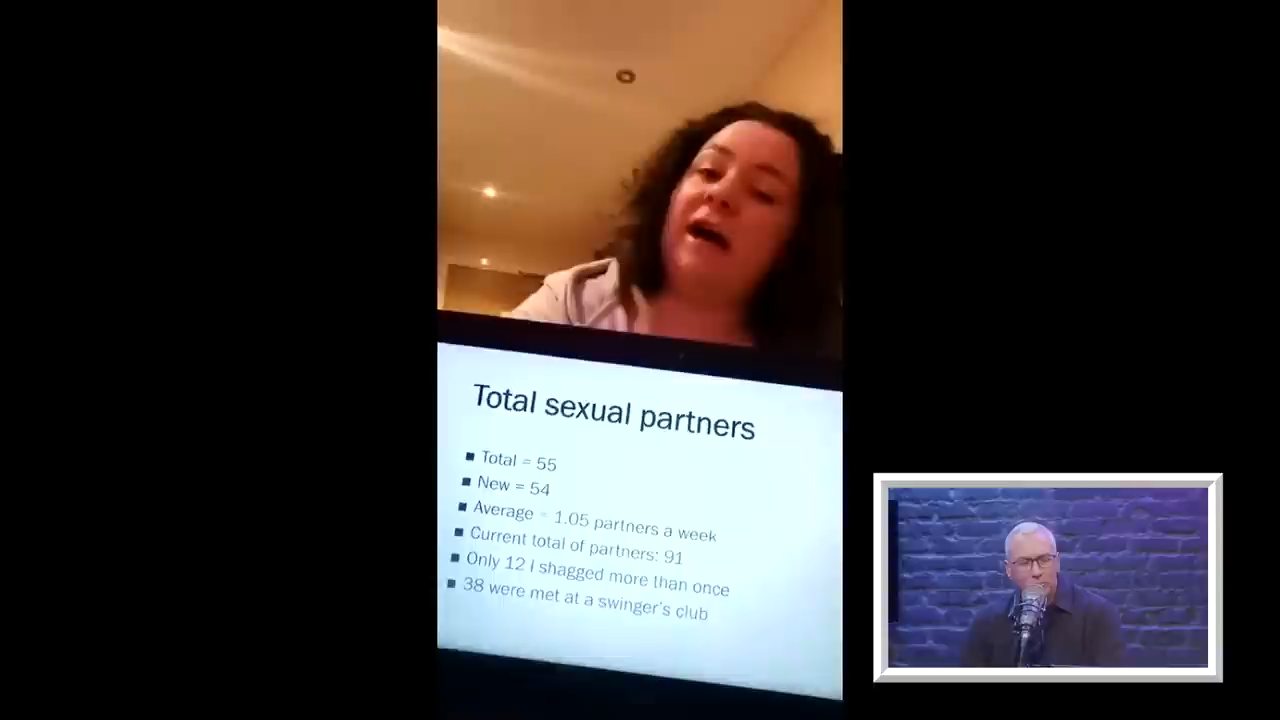 Total sexual partners
■ Total = 55
■ New = 54
■ Average = 1.05 partners a week
■ Current total of partners: 91
■ Only 12 I shagged more than once
■ 38 were met at a swinger's club